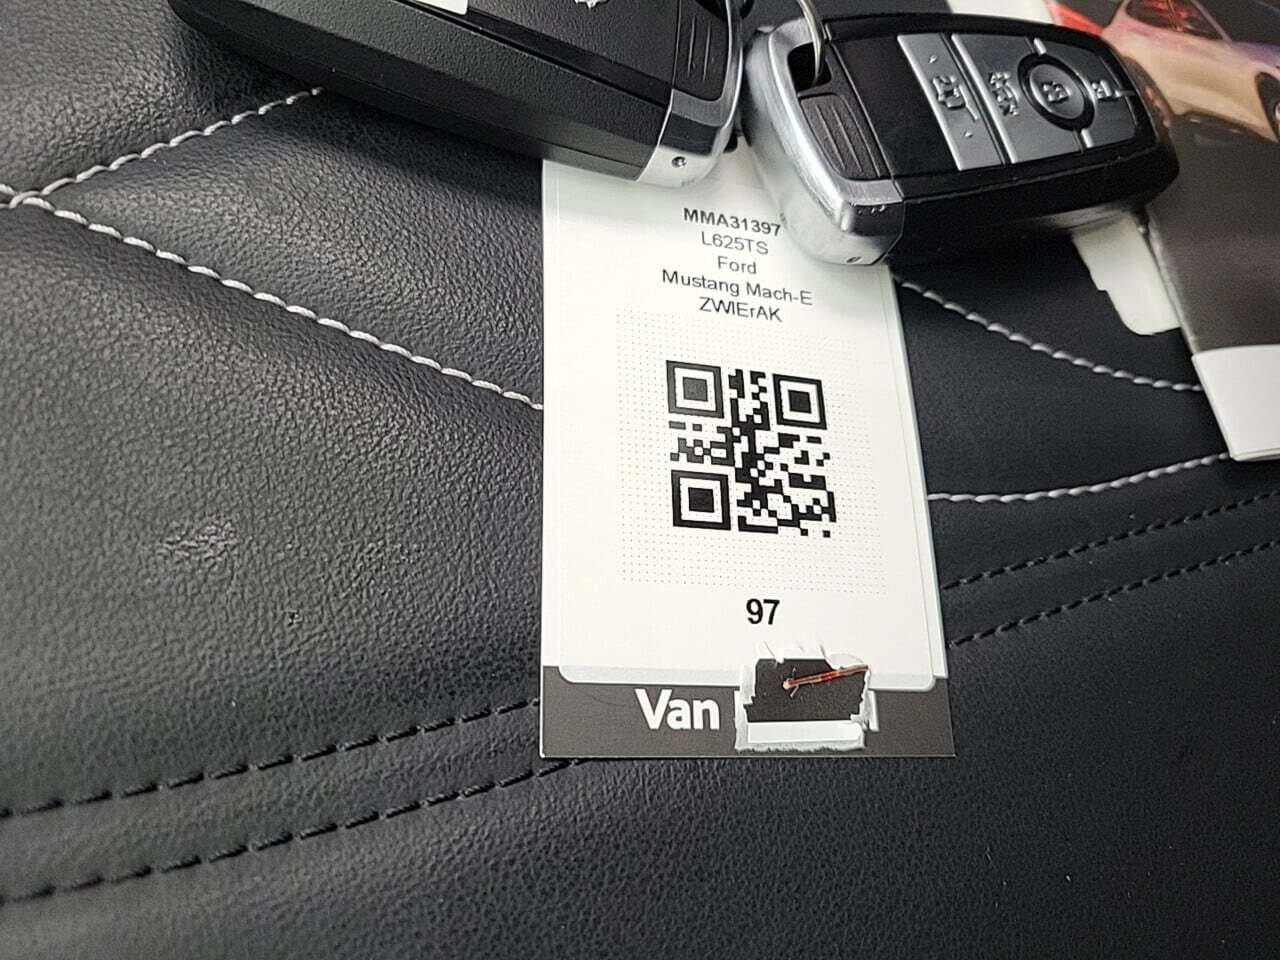 MMA31397
L625TS
Ford
Mustang Mach-E
ZWIErAK
97
Van